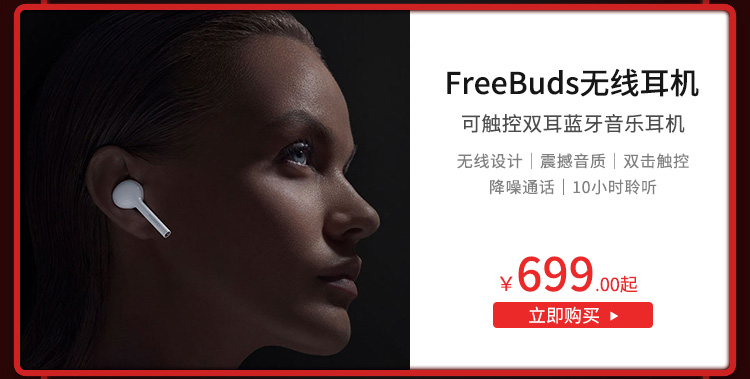 FreeBuds无线耳机
可触控双耳蓝牙音乐耳机
无线设计｜震撼音质｜双击触控
降噪通话｜10小时聆听
¥699.00起
立即购买 ▶